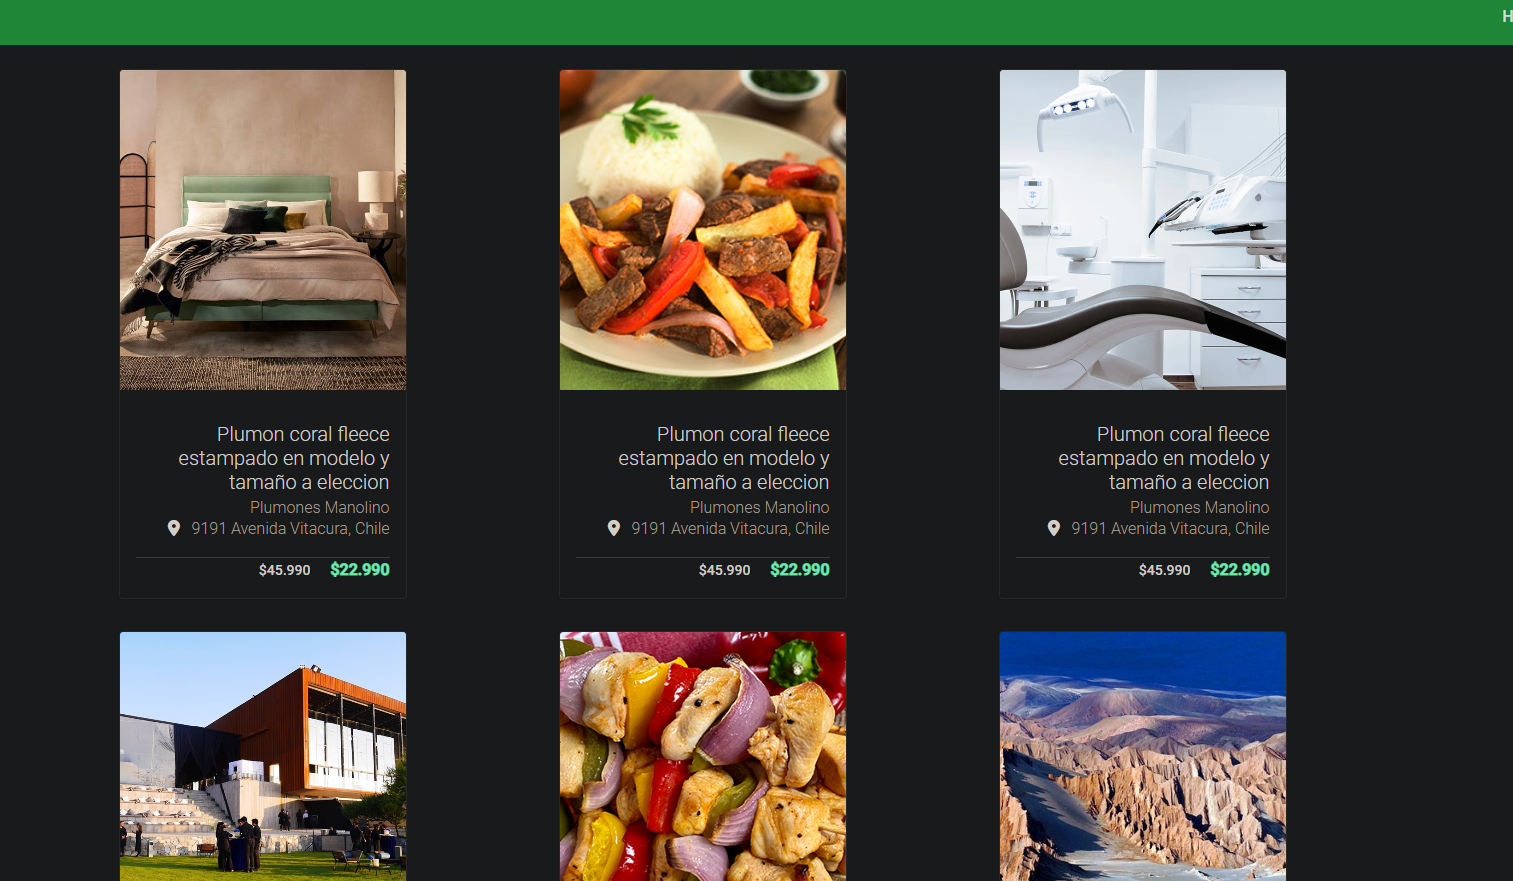 H
Plumon coral fleece
estampado en modelo y
tamaño a eleccion
Plumones Manolino
9191 Avenida Vitacura, Chile
$45.990 $22.990
Plumon coral fleece
estampado en modelo y
tamaño a eleccion
Plumones Manolino
9191 Avenida Vitacura, Chile
$45.990 $22.990
Plumon coral fleece
estampado en modelo y
tamaño a eleccion
Plumones Manolino
9191 Avenida Vitacura, Chile
$45.990 $22.990